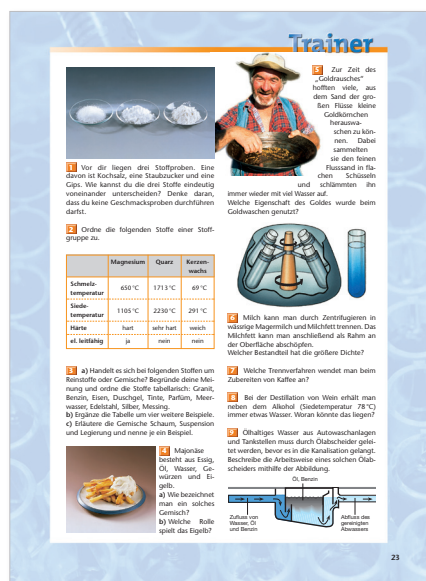 Trainer
1 Vor dir liegen drei Stoffproben. Eine
davon ist Kochsalz, eine Staubzucker und eine
Gips. Wie kannst du die drei Stoffe eindeutig
voneinander unterscheiden? Denke daran,
dass du keine Geschmacksproben durchführen
darfst.
2 Ordne die folgenden Stoffe einer Stoff-
gruppe zu.
Magnesium Quarz Kerzen-
wachs
Schmelz-
temperatur 650 °C 1713 °C 69 °C
Siede-
temperatur 1105 °C 2230 °C 291 °C
Härte hart sehr hart weich
el. leitfähig ja nein nein
3 a) Handelt es sich bei folgenden Stoffen um
Reinstoffe oder Gemische? Begründe deine Mei-
nung und ordne die Stoffe tabellarisch: Granit,
Benzin, Eisen, Duschgel, Tinte, Parfüm, Meer-
wasser, Edelstahl, Silber, Messing.
b) Ergänze die Tabelle um vier weitere Beispiele.
c) Erläutere die Gemische Schaum, Suspension
und Legierung und nenne je ein Beispiel.
4 Majonäse
besteht aus Essig,
Öl, Wasser, Ge-
würzen und Ei-
gelb.
a) Wie bezeichnet
man ein solches
Gemisch?
b) Welche Rolle
spielt das Eigelb?
5 Zur Zeit des
„Goldrausches“
hofften viele, aus
dem Sand der gro-
ßen Flüsse kleine
Goldkörnchen
herauswa-
schen zu kön-
nen. Dabei
sammelten
sie den feinen
Flusssand in fla-
chen Schüsseln
und schlämmten ihn
immer wieder mit viel Wasser auf.
Welche Eigenschaft des Goldes wurde beim
Goldwaschen genutzt?
6 Milch kann man durch Zentrifugieren in
wässrige Magermilch und Milchfett trennen. Das
Milchfett kann man anschließend als Rahm an
der Oberfläche abschöpfen.
Welcher Bestandteil hat die größere Dichte?
7 Welche Trennverfahren wendet man beim
Zubereiten von Kaffee an?
8 Bei der Destillation von Wein erhält man
neben dem Alkohol (Siedetemperatur 78°C)
immer etwas Wasser. Woran könnte das liegen?
9 Ölhaltiges Wasser aus Autowaschanlagen
und Tankstellen muss durch Ölabscheider gelei-
tet werden, bevor es in die Kanalisation gelangt.
Beschreibe die Arbeitsweise eines solchen Ölab-
scheiders mithilfe der Abbildung.
Öl, Benzin
Zufluss von
Wasser, Öl
und Benzin
Abfluss des
gereinigten
Abwassers
23